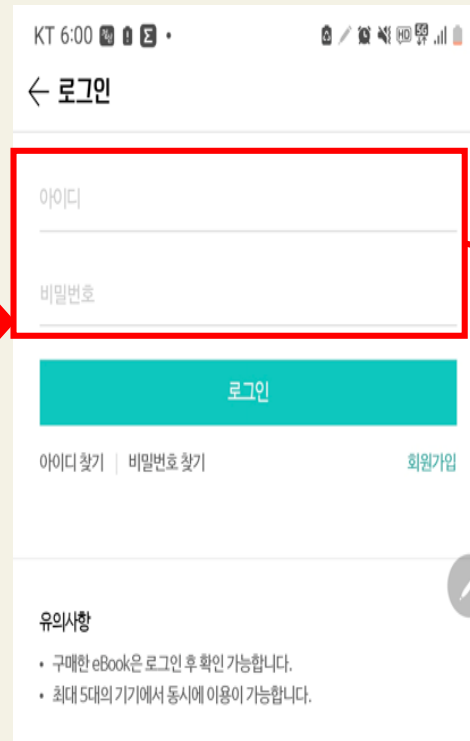 KT 6:00
← 로그인
아이디
비밀번호
로그인
아이디 찾기 | 비밀번호 찾기 회원가입
유의사항
• 구매한 eBook은 로그인 후 확인 가능합니다.
• 최대 5대의 기기에서 동시에 이용이 가능합니다.